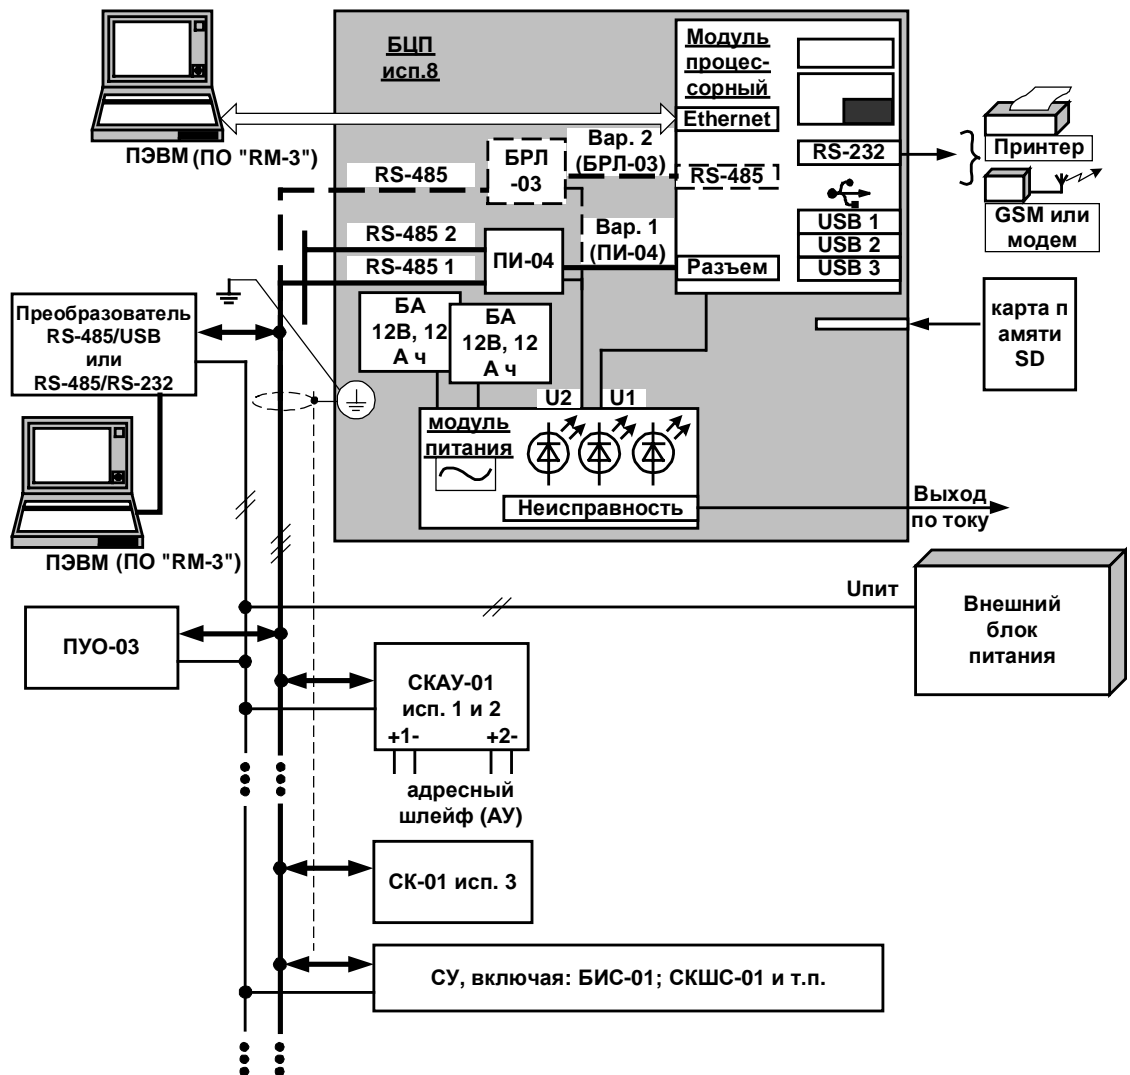 БЦП
исп.8
Модуль
процес-
сорный
Ethernet
ПЭВМ (ПО "RM-3")
RS-485
БРЛ
-03
Вар. 2
(БРЛ-03)
RS-485
RS-232
Принтер
GSM или
модем
USB 1
USB 2
USB 3
RS-485 2
RS-485 1
ПИ-04
Вар. 1
(ПИ-04)
Разъем
БА
12В, 12
А ч
БА
12В, 12
А ч
карта п
амяти
SD
Преобразователь
RS-485/USB
или
RS-485/RS-232
U2
U1
модуль
питания
Неисправность
Выход
по току
ПЭВМ (ПО "RM-3")
Uпит
Внешний
блок
питания
ПУО-03
СКАУ-01
исп. 1 и 2
+1-
+2-
адресный
шлейф (АУ)
СК-01 исп. 3
СУ, включая: БИС-01; СКШС-01 и т.п.